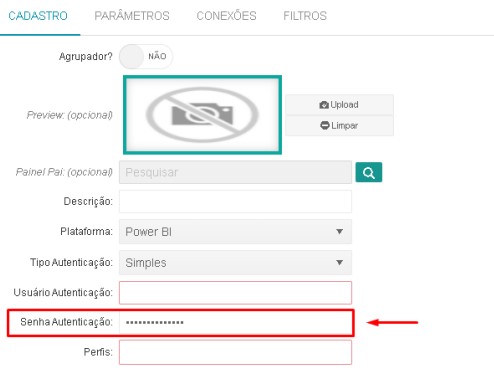 CADASTRO PARÂMETROS CONEXÕES FILTROS
Agrupador? NÃO
Preview: (opcional)
Upload
Limpar
Painel Pai: (opcional) Pesquisar
Descrição:
Plataforma: Power BI
Tipo Autenticação: Simples
Usuário Autenticação:
Senha Autenticação: ••••••••••••••
Perfis: